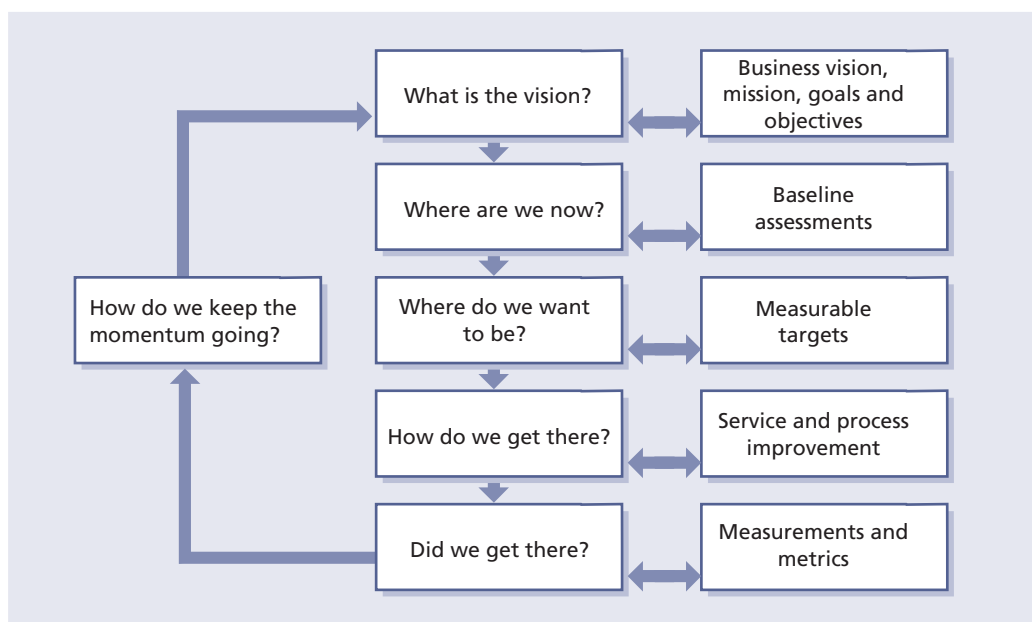 What is the vision?
Business vision,
mission, goals and
objectives
Where are we now?
Baseline
assessments
How do we keep the
momentum going?
Where do we want
to be?
Measurable
targets
How do we get there?
Service and process
improvement
Did we get there?
Measurements and
metrics